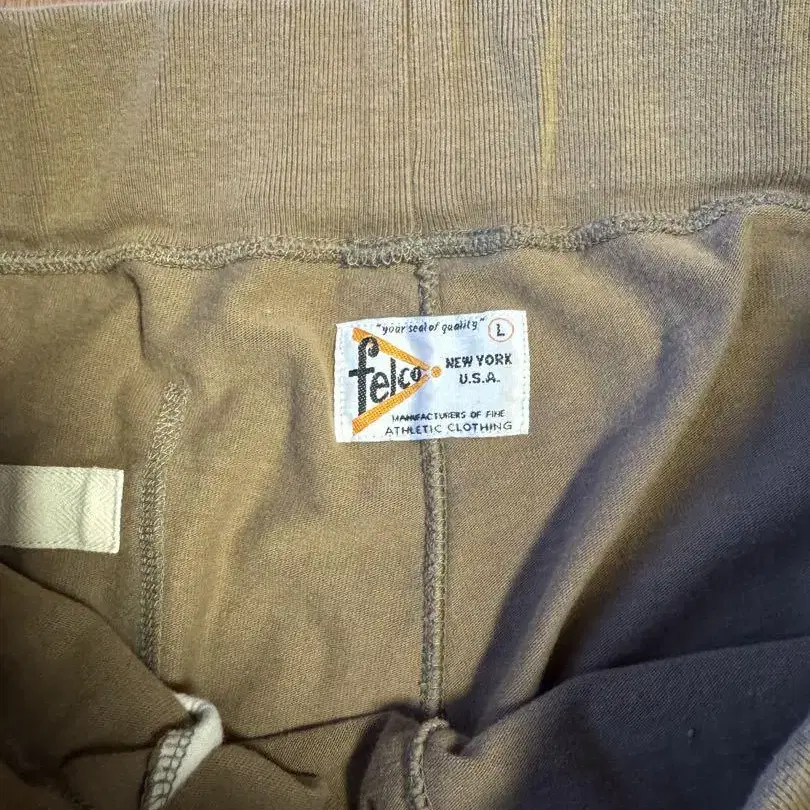 "your seal of quality" L
felco
NEW YORK
U.S.A.
MANUFACTURERS OF FINE
ATHLETIC CLOTHING